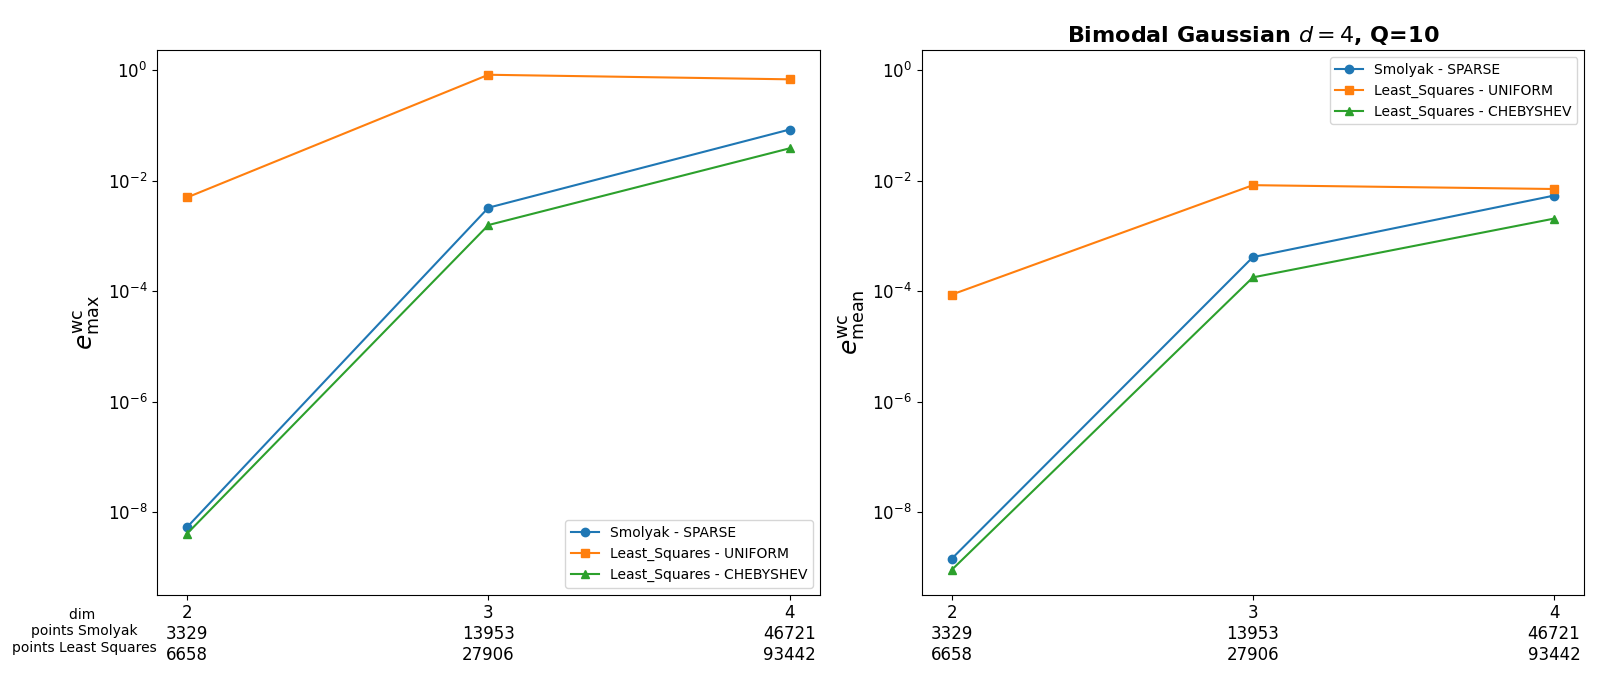 Bimodal Gaussian d = 4, Q=10
10^0
10^-2
10^-4
10^-6
10^-8
e^wc_max
Smolyak - SPARSE
Least_Squares - UNIFORM
Least_Squares - CHEBYSHEV
dim
points Smolyak
points Least Squares
2 3 4
3329 13953 46721
6658 27906 93442
10^0
10^-2
10^-4
10^-6
10^-8
e^wc_mean
Smolyak - SPARSE
Least_Squares - UNIFORM
Least_Squares - CHEBYSHEV
2 3 4
3329 13953 46721
6658 27906 93442